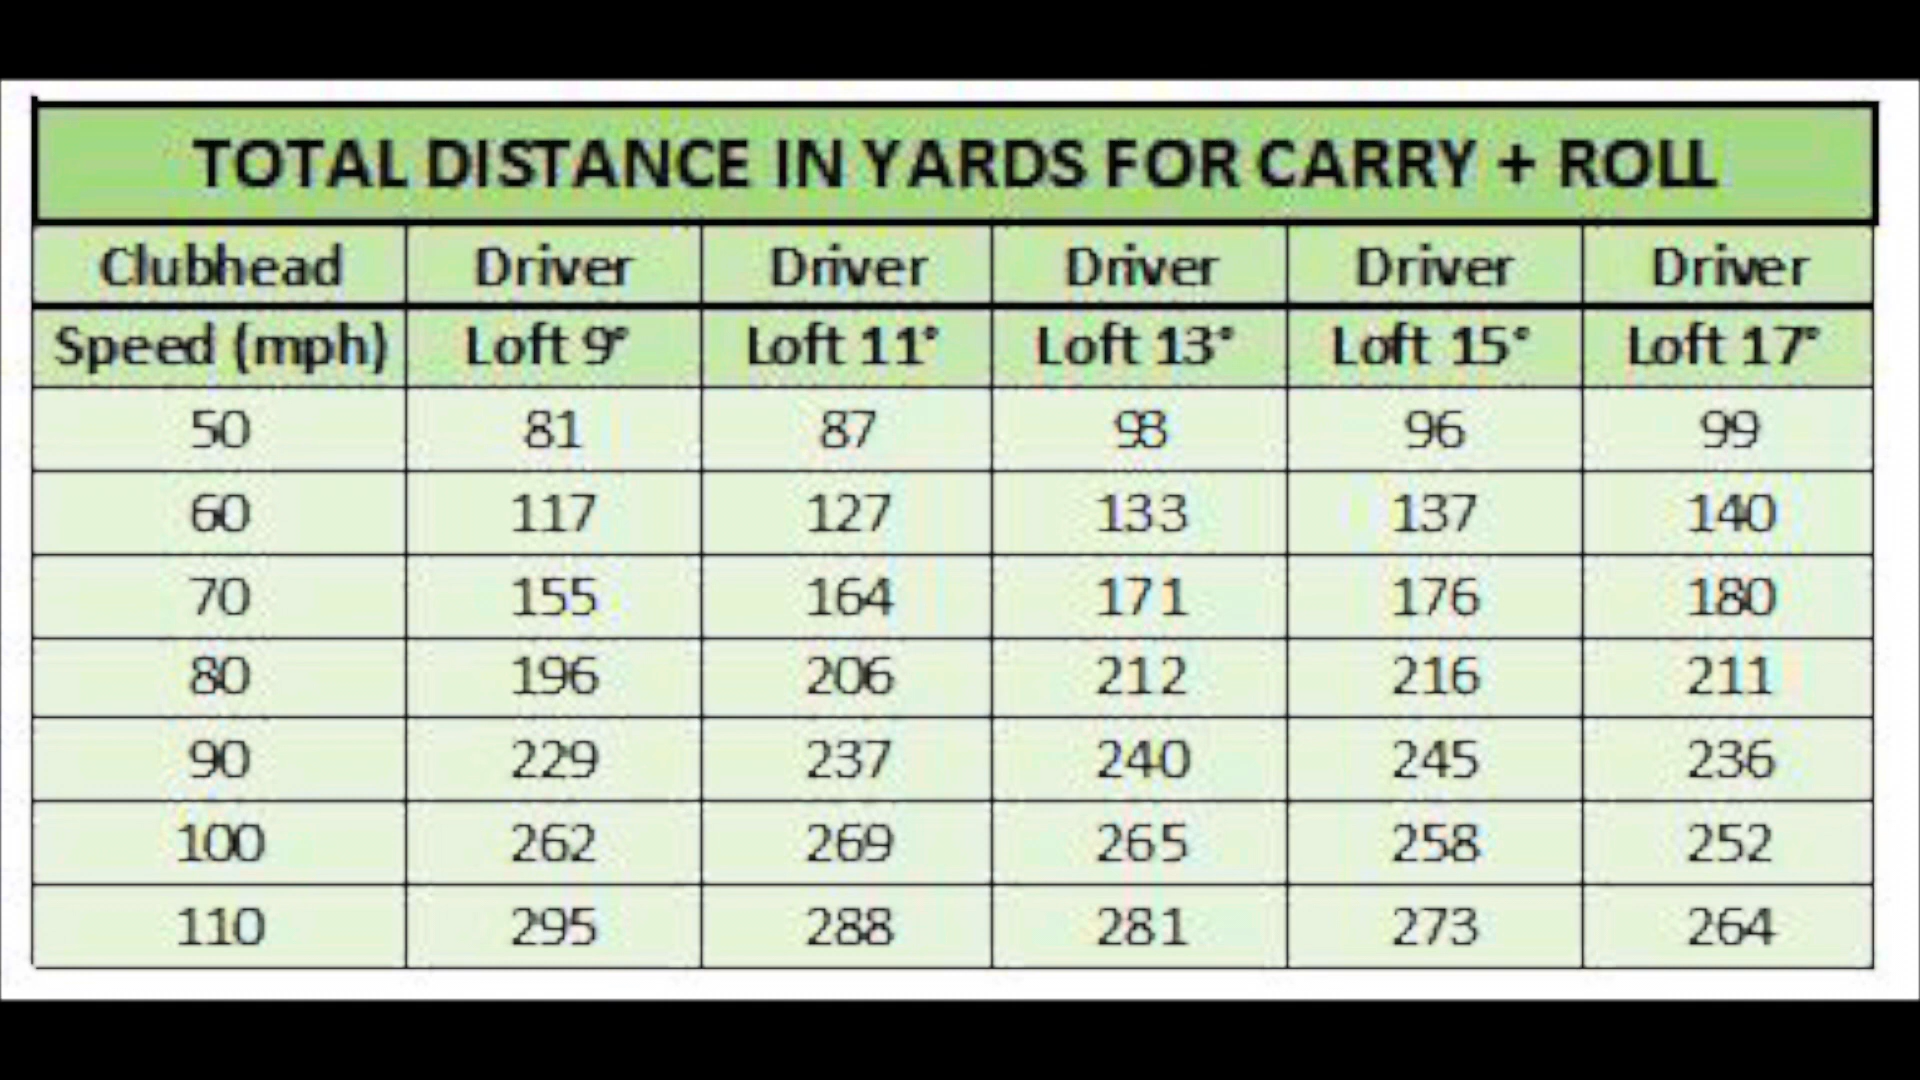 TOTAL DISTANCE IN YARDS FOR CARRY + ROLL
Clubhead Driver Driver Driver Driver Driver
Speed (mph) Loft 9° Loft 11° Loft 13° Loft 15° Loft 17°
50 81 87 93 96 99
60 117 127 133 137 140
70 155 164 171 176 180
80 196 206 212 216 211
90 229 237 240 245 236
100 262 269 265 258 252
110 295 288 281 273 264